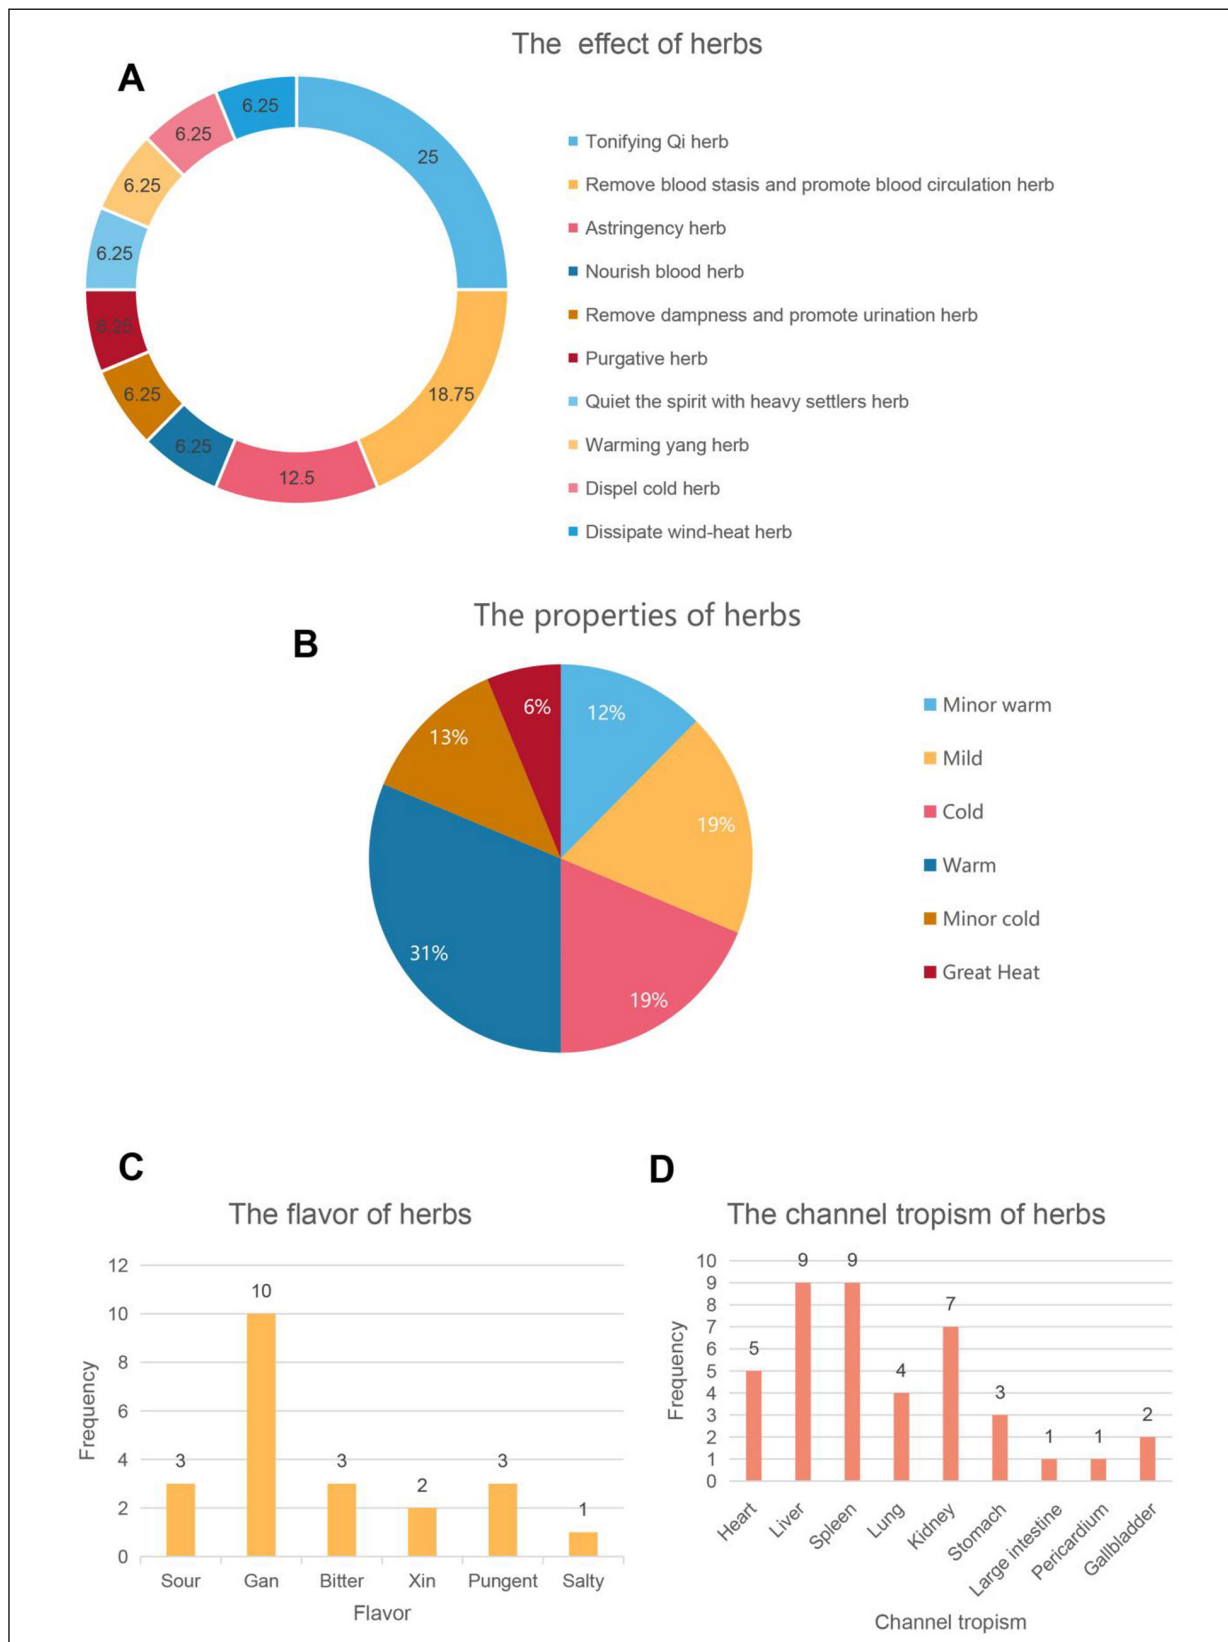 The effect of herbs
A
6.25
25
6.25
6.25
6.25
6.25
6.25
6.25
12.5
18.75
Tonifying Qi herb
Remove blood stasis and promote blood circulation herb
Astringency herb
Nourish blood herb
Remove dampness and promote urination herb
Purgative herb
Quiet the spirit with heavy settlers herb
Warming yang herb
Dispel cold herb
Dissipate wind-heat herb
The properties of herbs
B
6%
12%
13%
19%
31%
19%
Minor warm
Mild
Cold
Warm
Minor cold
Great Heat
C
The flavor of herbs
Frequency
12
10
8
6
4
2
0
3
10
3
2
3
1
Sour
Gan
Bitter
Xin
Pungent
Salty
Flavor
D
The channel tropism of herbs
Frequency
10
9
8
7
6
5
4
3
2
1
0
5
9
9
4
7
3
1
1
2
Heart
Liver
Spleen
Lung
Kidney
Stomach
Large intestine
Pericardium
Gallbladder
Channel tropism